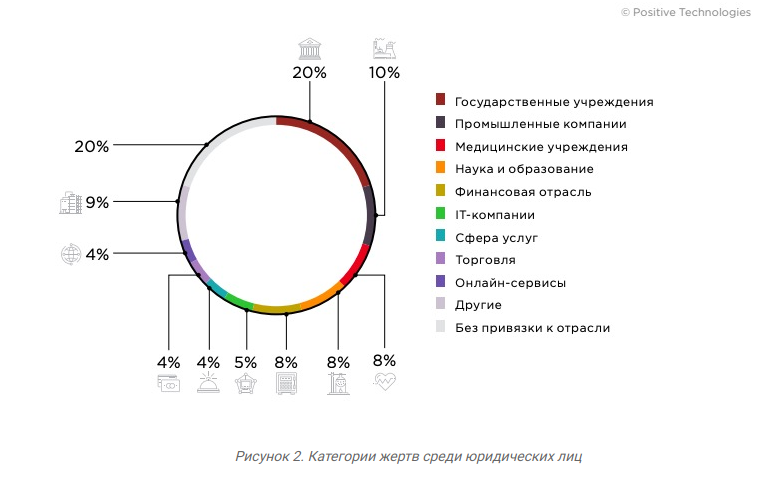 © Positive Technologies
20%
10%
20%
9%
4%
4%
4%
5%
8%
8%
8%
Государственные учреждения
Промышленные компании
Медицинские учреждения
Наука и образование
Финансовая отрасль
IT-компании
Сфера услуг
Торговля
Онлайн-сервисы
Другие
Без привязки к отрасли
Рисунок 2. Категории жертв среди юридических лиц